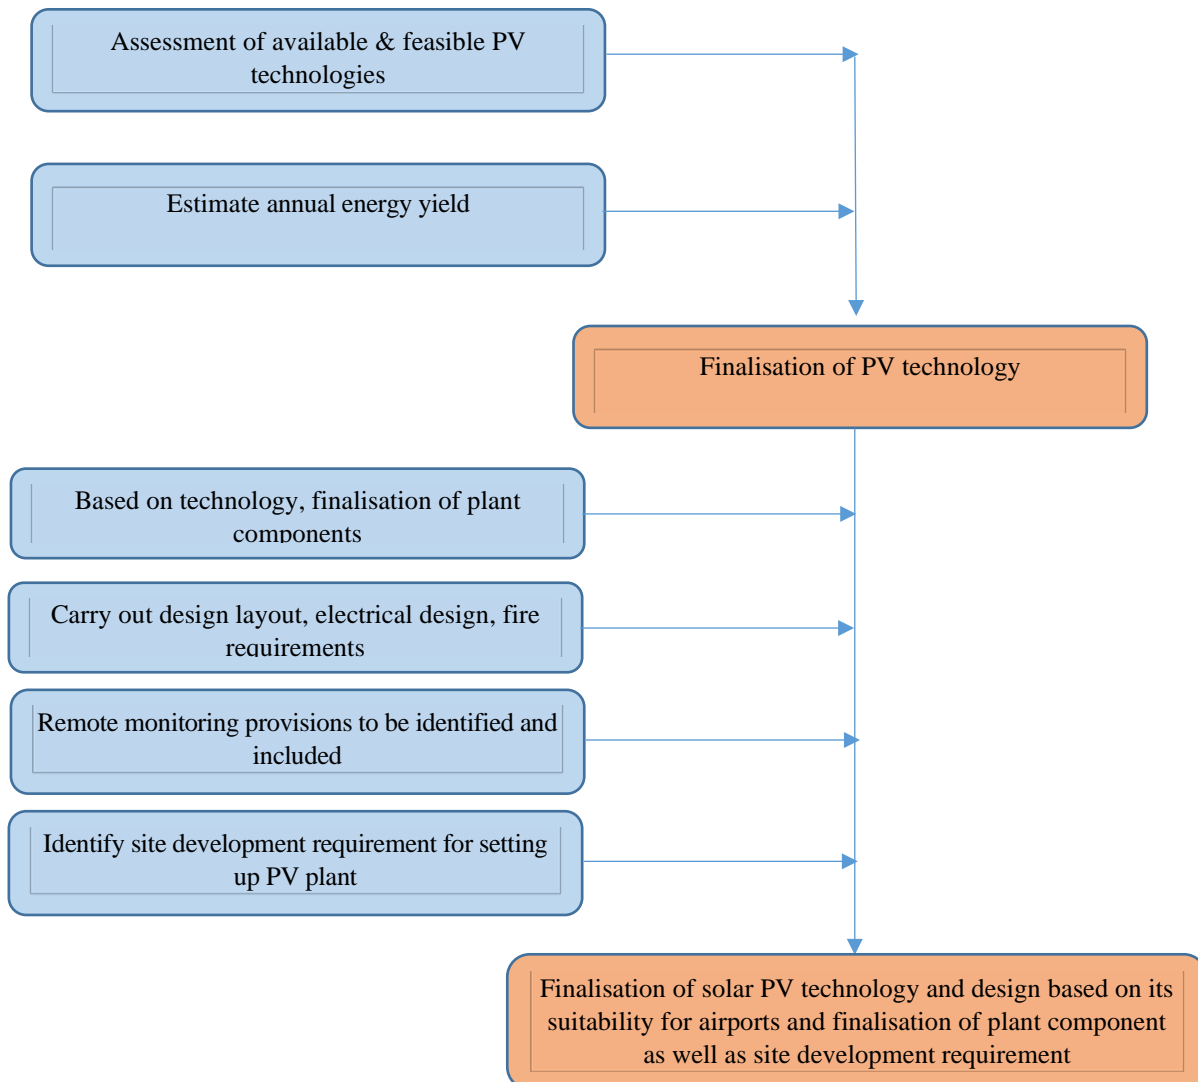 Assessment of available & feasible PV
technologies
Estimate annual energy yield
Finalisation of PV technology
Based on technology, finalisation of plant
components
Carry out design layout, electrical design, fire
requirements
Remote monitoring provisions to be identified and
included
Identify site development requirement for setting
up PV plant
Finalisation of solar PV technology and design based on its
suitability for airports and finalisation of plant component
as well as site development requirement